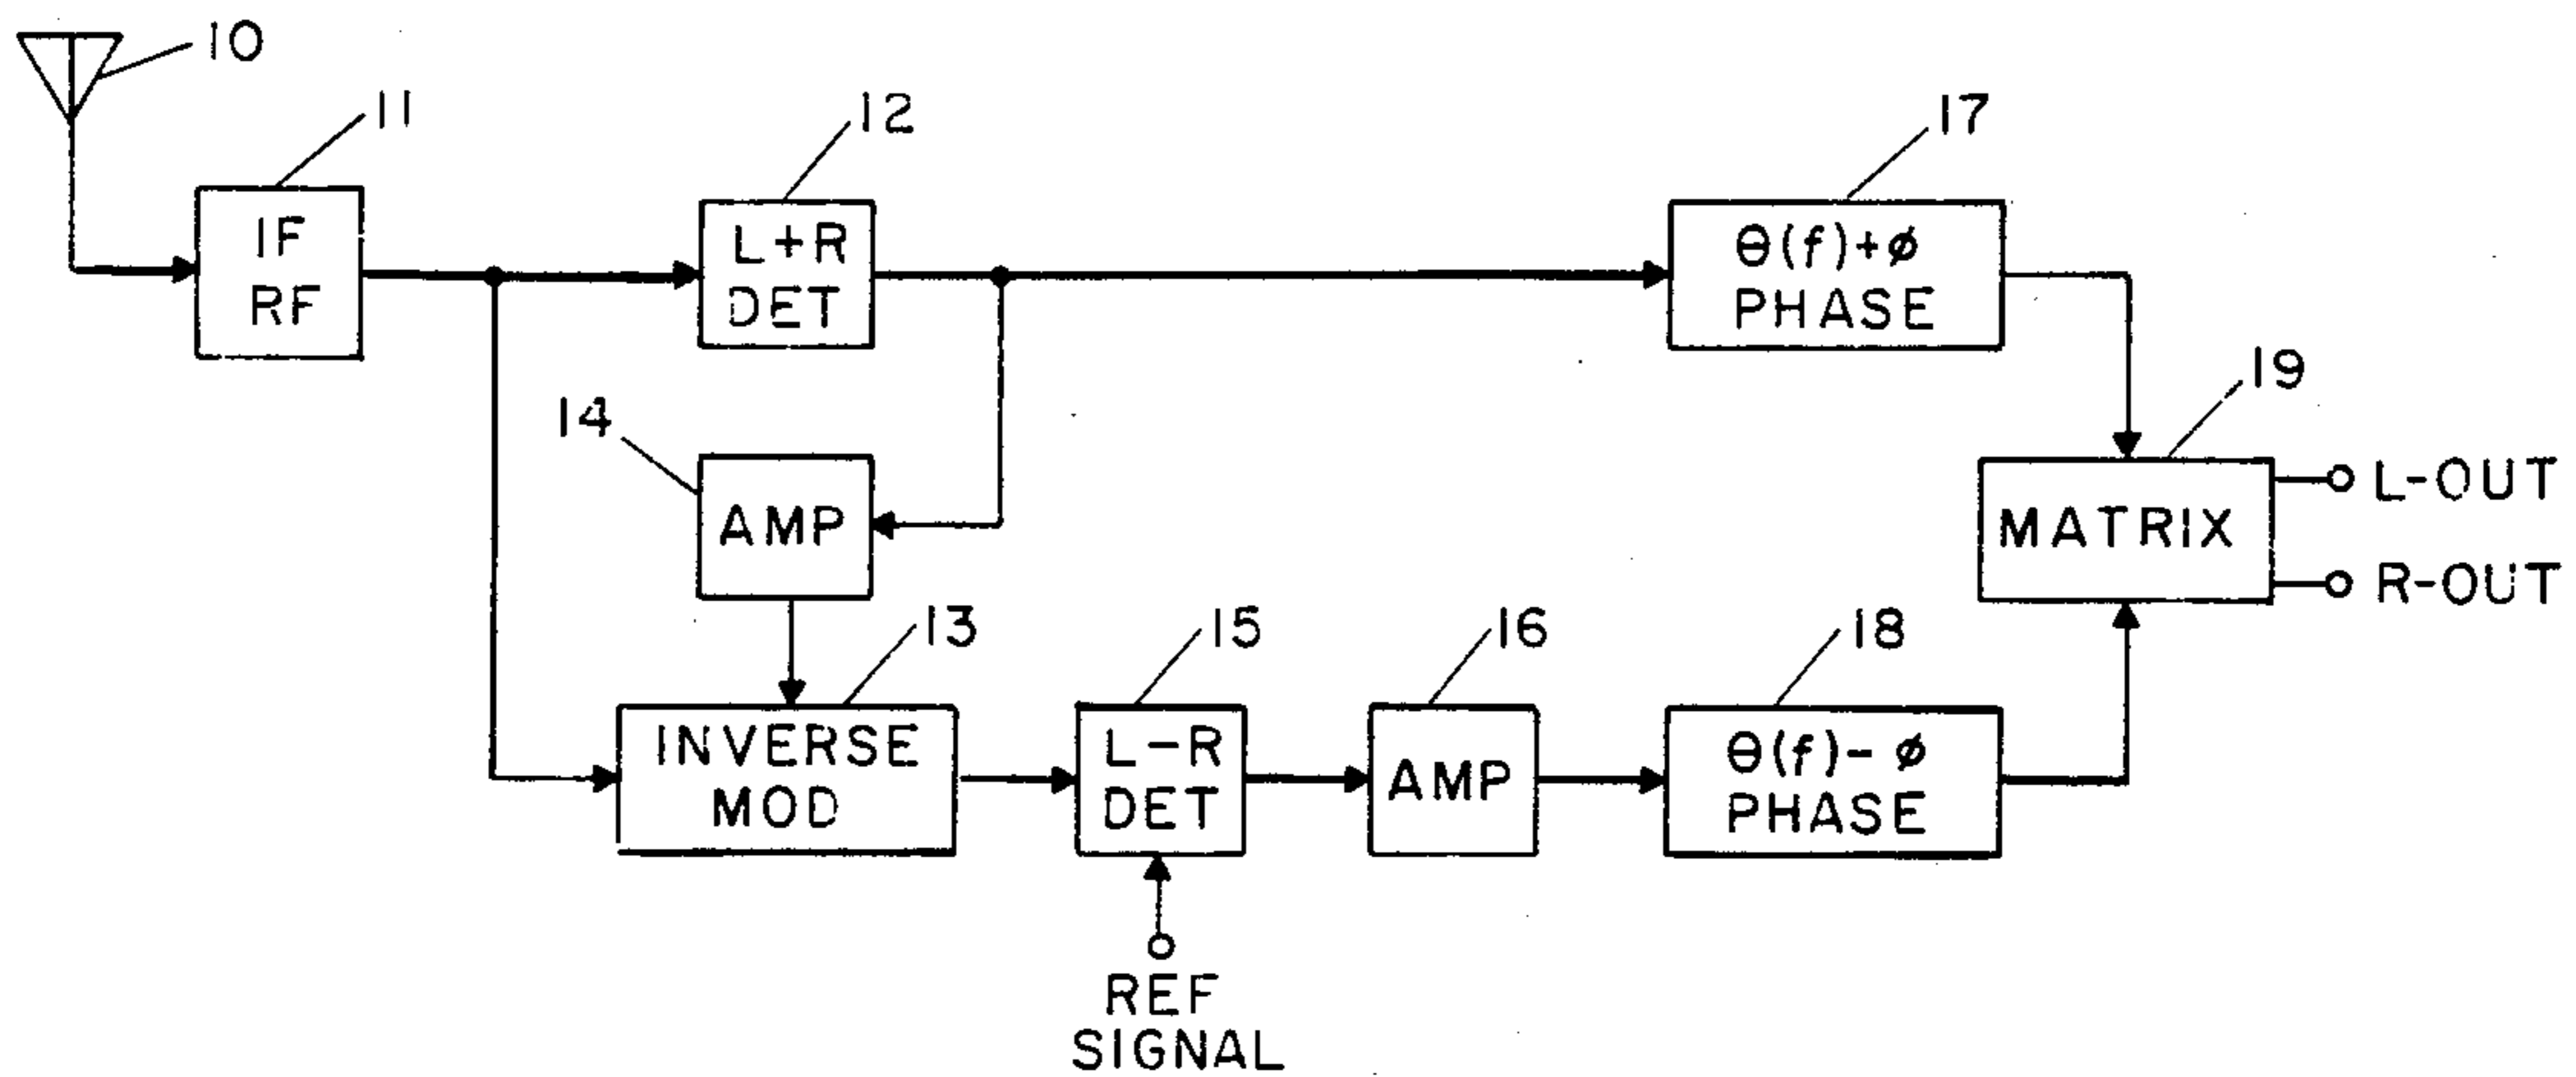 10
11
12
17
IF
RF
L+R
DET
θ(f)+ø
PHASE
14
19
AMP
MATRIX
L-OUT
R-OUT
13
15
16
18
INVERSE
MOD
L-R
DET
AMP
θ(f)-ø
PHASE
REF
SIGNAL